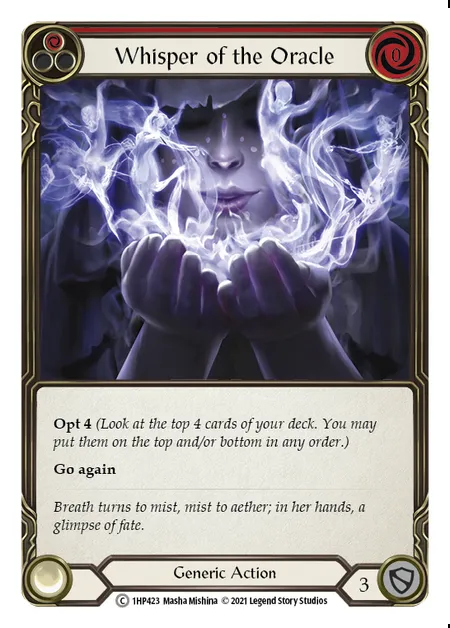 Whisper of the Oracle
0
Opt 4 (Look at the top 4 cards of your deck. You may
put them on the top and/or bottom in any order.)
Go again
Breath turns to mist, mist to aether; in her hands, a
glimpse of fate.
Generic Action
3
C 1HP423 Masha Mishina © 2021 Legend Story Studios